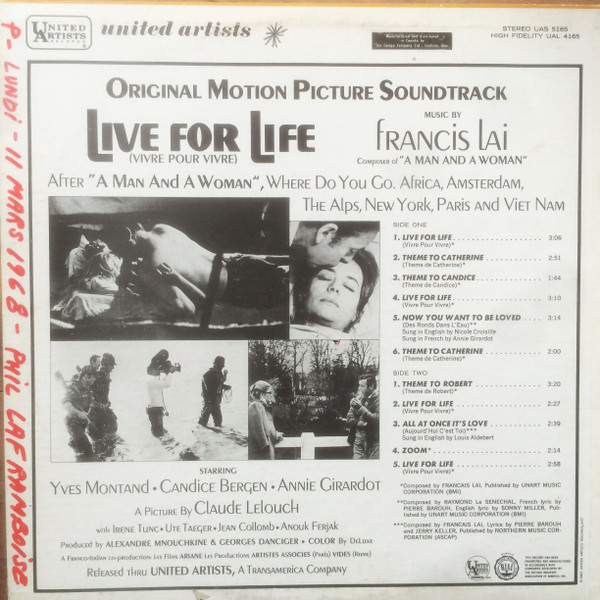 UNITED
ARTISTS
RECORDS
united artists
STEREO UAS 5165
HIGH FIDELITY UAL 4165
P- LUNDI - 11 MARS 1968 - PHIL LAFRAMBOISE
ORIGINAL MOTION PICTURE SOUNDTRACK
LIVE FOR LIFE
(VIVRE POUR VIVRE)
MUSIC BY
francis lai
Composer of "A MAN AND A WOMAN"
After "A Man And A Woman", Where Do You Go. Africa, Amsterdam,
The Alps, New York, Paris and Viet Nam
SIDE ONE
1. LIVE FOR LIFE 3:06
(Vivre Pour Vivre)*
2. THEME TO CATHERINE 2:51
(Theme de Catherine)*
3. THEME TO CANDICE 1:44
(Theme de Candice)*
4. LIVE FOR LIFE 3:10
(Vivre Pour Vivre)*
5. NOW YOU WANT TO BE LOVED 3:14
(Des Ronds Dans L'Eau)**
Sung in English by Nicole Croisille
Sung in French by Annie Girardot
6. THEME TO CATHERINE 2:00
(Theme de Catherine)*
SIDE TWO
1. THEME TO ROBERT 3:20
(Theme de Robert)*
2. LIVE FOR LIFE 2:27
(Vivre Pour Vivre)*
3. ALL AT ONCE IT'S LOVE 2:39
(Aujourd'Hui C'est Toi)***
Sung in English by Louis Aldebert
4. ZOOM* 2:14
5. LIVE FOR LIFE 2:58
(Vivre Pour Vivre)*
*Composed by FRANCAIS LAI, Published by UNART MUSIC
CORPORATION (BMI)
**Composed by RAYMOND Le SENECHAL, French lyric by
PIERRE BAROUH, English lyric by SONNY MILLER, Published by UNART MUSIC CORPORATION (BMI)
***Composed by FRANCAIS LAI, Lyrics by PIERRE BAROUH and
JERRY KELLER, Published by NORTHERN MUSIC CORPORATION
(ASCAP)
STARRING
Yves Montand • Candice Bergen • Annie Girardot
A Picture By Claude Lelouch
with Irene Tunc • Ute Taeger • Jean Collomb • Anouk Ferjak
Produced by ALEXANDRE MNOUCHKINE & GEORGES DANCIGER • COLOR By DeLuxe
A Franco-Italian co-production: Les Films ARIANE Les Productions ARTISTES ASSOCIES (Paris) VIDES (Rome)
Released thru UNITED ARTISTS, A Transamerica Company
BMI
RIAA